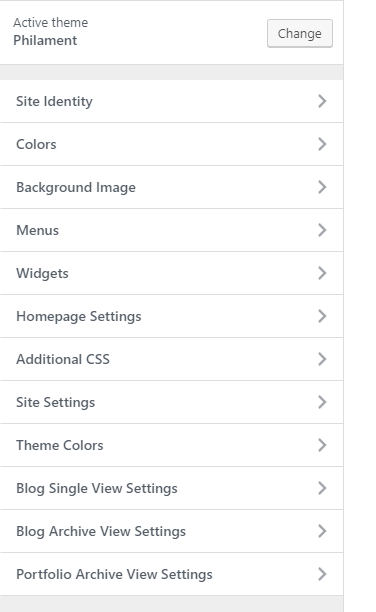 Active theme
Philament
Change
Site Identity
Colors
Background Image
Menus
Widgets
Homepage Settings
Additional CSS
Site Settings
Theme Colors
Blog Single View Settings
Blog Archive View Settings
Portfolio Archive View Settings